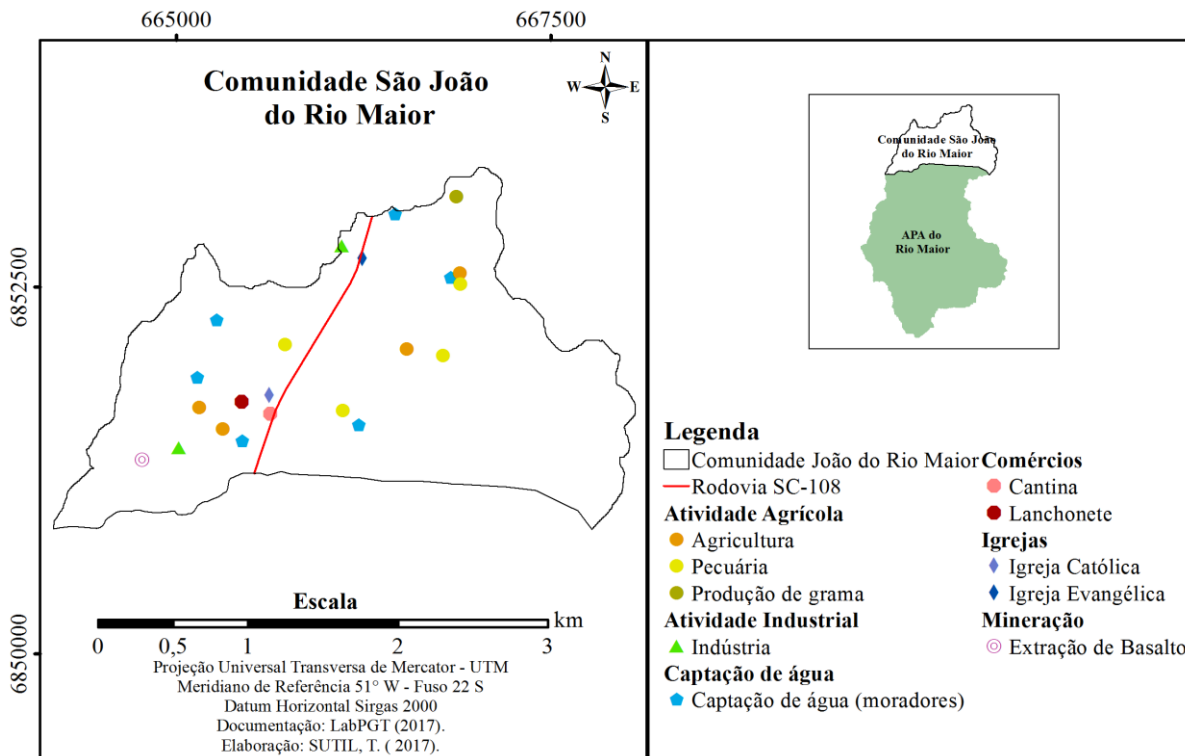 665000
667500
Comunidade São João
do Rio Maior
N
W
E
S
6852500
6850000
Escala
km
0
0,5
1
2
3
Projeção Universal Transversa de Mercator - UTM
Meridiano de Referência 51° W - Fuso 22 S
Datum Horizontal Sirgas 2000
Documentação: LabPGT (2017).
Elaboração: SUTIL, T. ( 2017).
Comunidade São João
do Rio Maior
APA do
Rio Maior
Legenda
Comunidade João do Rio Maior
Rodovia SC-108
Atividade Agrícola
Agricultura
Pecuária
Produção de grama
Atividade Industrial
Indústria
Captação de água
Captação de água (moradores)
Comércios
Cantina
Lanchonete
Igrejas
Igreja Católica
Igreja Evangélica
Mineração
Extração de Basalto